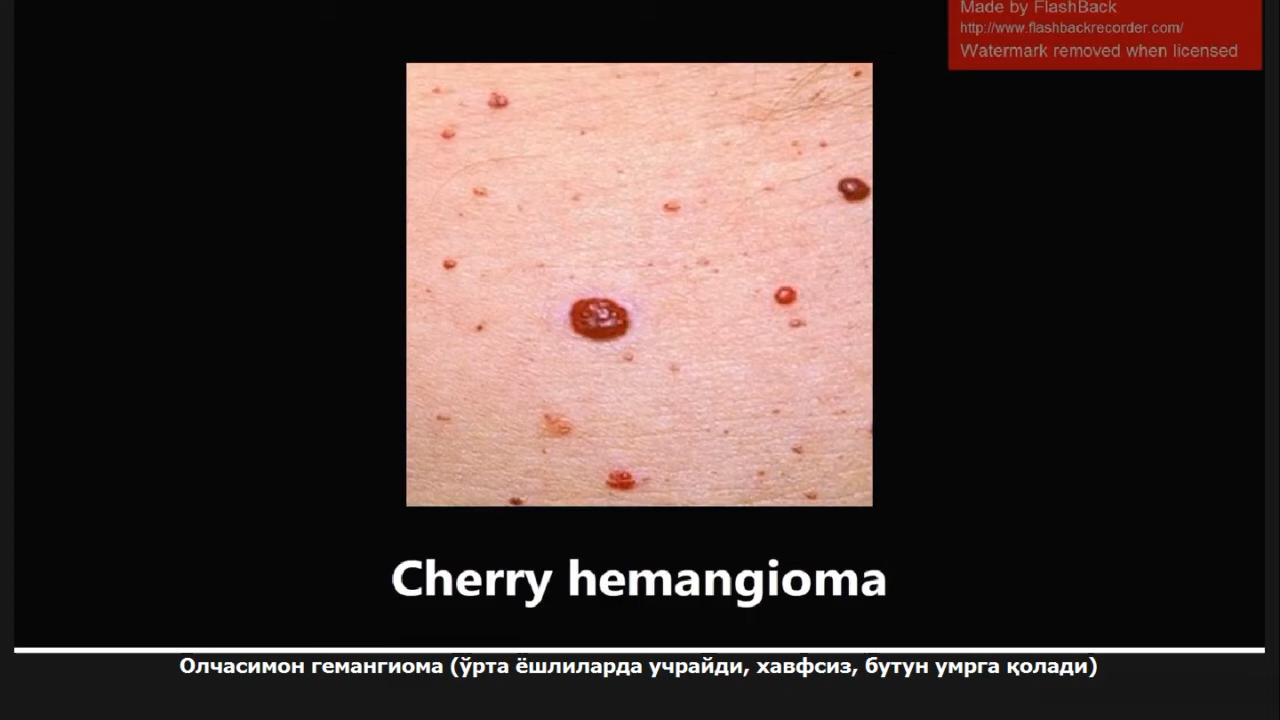 Made by FlashBack
http://www.flashbackrecorder.com/
Watermark removed when licensed
Cherry hemangioma
Олчасимон гемангиома (ўрта ёшлиларда учрайди, хавфсиз, бутун умрга қолади)